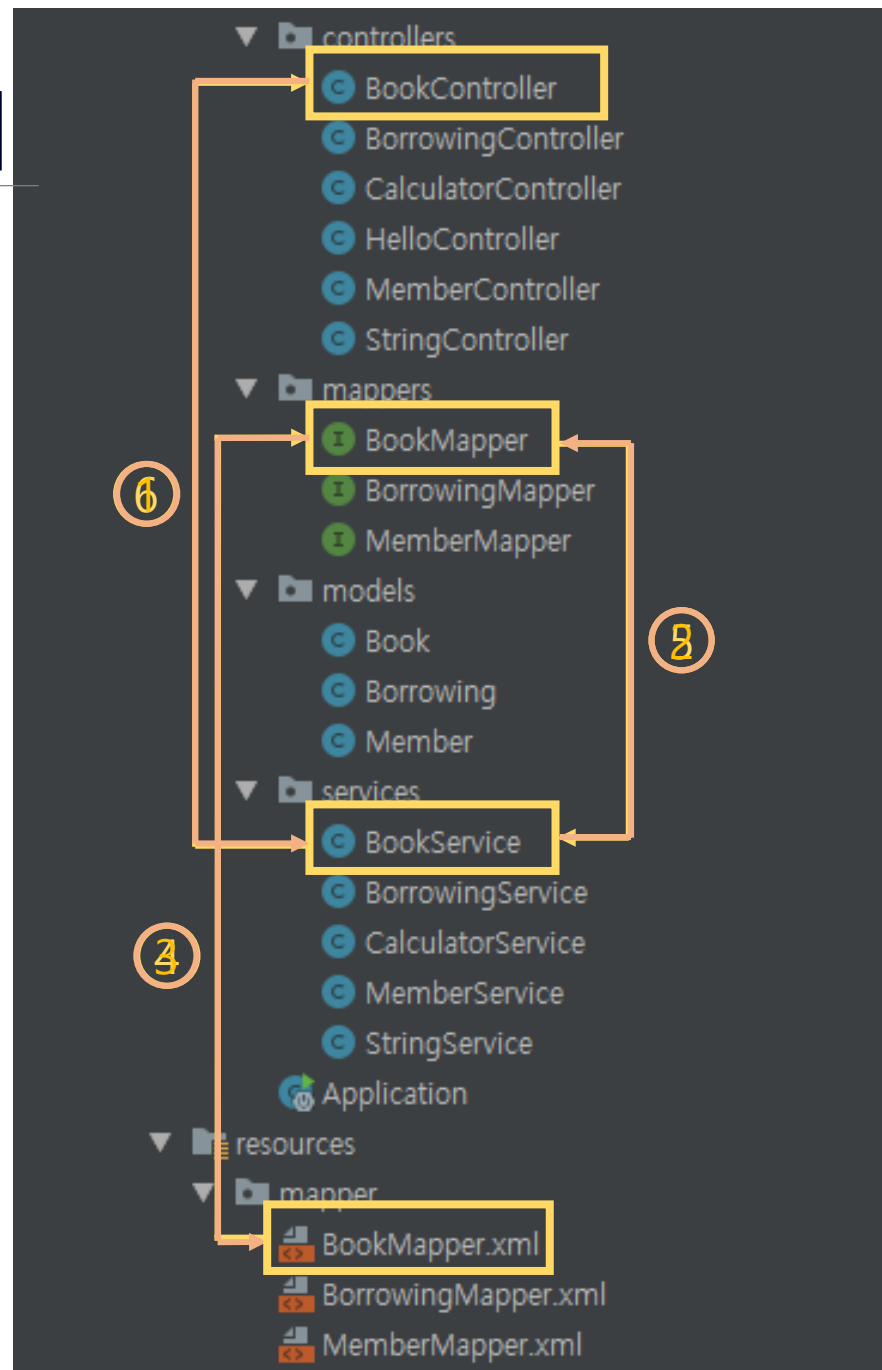 controllers
BookController
BorrowingController
CalculatorController
HelloController
MemberController
StringController
mappers
BookMapper
BorrowingMapper
MemberMapper
models
Book
Borrowing
Member
services
BookService
BorrowingService
CalculatorService
MemberService
StringService
Application
resources
mapper
BookMapper.xml
BorrowingMapper.xml
MemberMapper.xml